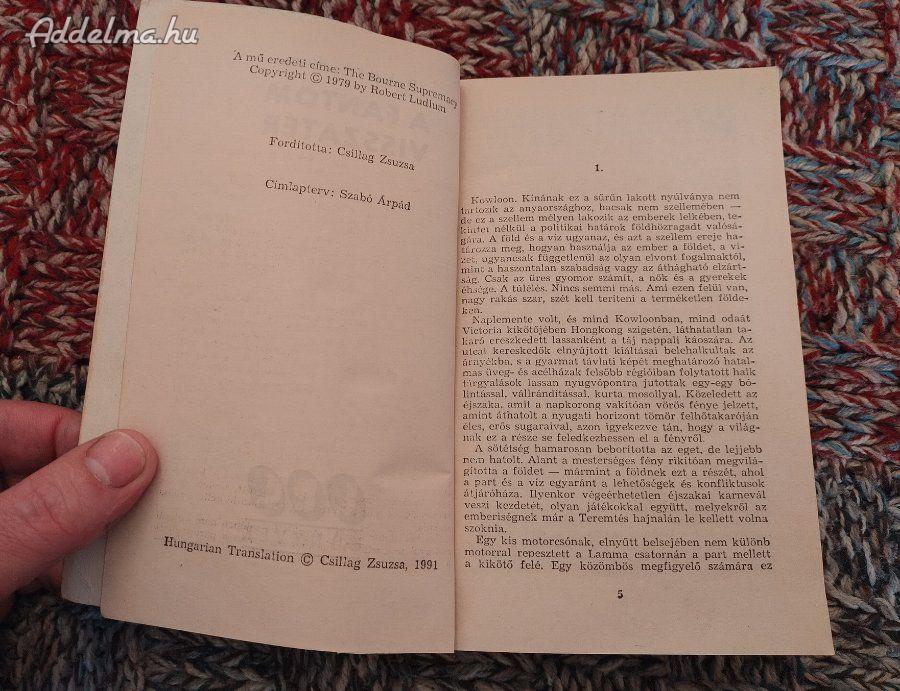 Addelma.hu
A mű eredeti címe: The Bourne Supremacy
Copyright © 1979 by Robert Ludlum
Fordította: Csillag Zsuzsa
Címlapterv: Szabó Árpád
Hungarian Translation © Csillag Zsuzsa, 1991
I.
Kowloon. Kínának ez a sűrűn lakott nyúlványa nem
tartozik az anyaországhoz, hacsak nem szellemében —
de ez a szellem mélyen lakozik az emberek lelkében, te-
kintet nélkül a politikai határok földhözragadt valósá-
gára. A föld és a víz ugyanaz, és azt a szellem ereje ha-
tározza meg, hogyan használja az ember a földet, a vi-
zet, ugyancsak függetlenül az olyan elvont fogalmaktól,
mint a haszontalan szabadság vagy az áthágható elzárt-
ság. Csak az üres gyomor számít, a nők és a gyerekek
éhsége. A túlélés. Nincs semmi más. Ami ezen felül van,
nagy rakás szar, szét kell teríteni a terméketlen földe-
ken.
Naplemente volt, és mind Kowloonban, mind odaát
Victoria kikötőjében Hongkong szigetén, láthatatlan ta-
karó ereszkedett lassanként a táj nappali káoszára. Az
utcai kereskedők elnyújtott kiáltásai belehalkultak az
árnyékba, s a gyarmat távlati képét meghatározó hatal-
mas üveg- és acélházak felsőbb régióiban folytatott halk
tárgyalások lassan nyugvópontra jutottak egy-egy bó-
lintással, vállrándítással, kurta mosollyal. Közeledett az
éjszaka, amit a napkorong vakítóan vörös fénye jelzett,
amint áthatolt a nyugati horizont tömör felhőtakaróján
éles, erős sugaraival, azon igyekezve tán, hogy a világ-
nak ez a része se feledkezhessen el a fényről.
A sötétség hamarosan beborította az eget, de lejjebb
nem hatolt. Alant a mesterséges fény rikítóan megvilá-
gította a földet — mármint a földnek ezt a részét, ahol
a part és a víz egyaránt a lehetőségek és konfliktusok
átjáróháza. Ilyenkor végeérhetetlen éjszakai karnevál
veszi kezdetét, olyan játékokkal együtt, melyekről az
emberiségnek már a Teremtés hajnalán le kellett volna
szoknia.
Egy kis motorcsónak, elnyűtt belsejében nem különb
motorral repesztett a Lamma csatornán a part mellett
a kikötő felé. Egy közömbös megfigyelő számára ez
5